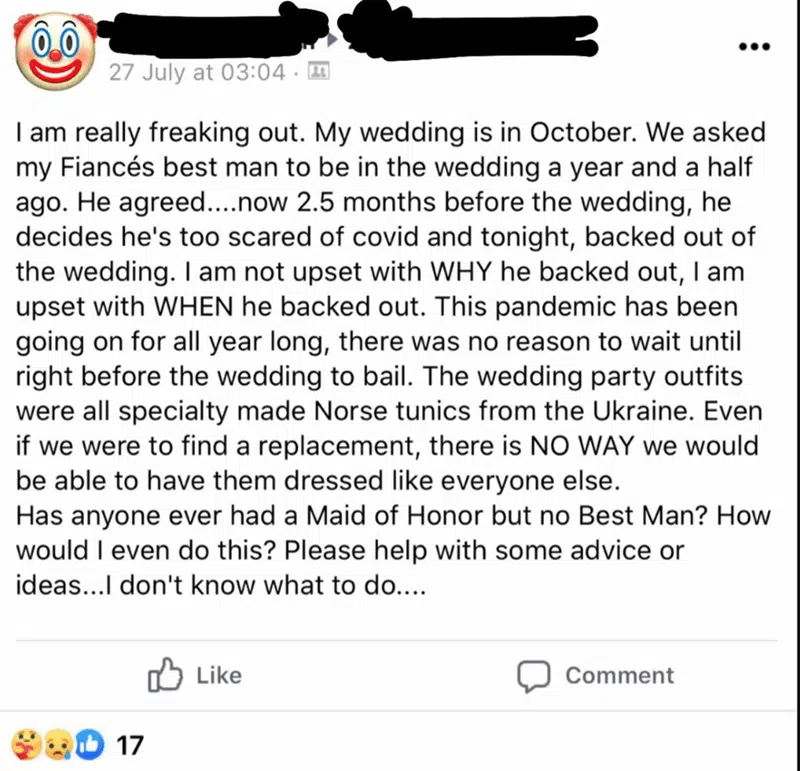 27 July at 03:04 ·
I am really freaking out. My wedding is in October. We asked
my Fiancés best man to be in the wedding a year and a half
ago. He agreed....now 2.5 months before the wedding, he
decides he's too scared of covid and tonight, backed out of
the wedding. I am not upset with WHY he backed out, I am
upset with WHEN he backed out. This pandemic has been
going on for all year long, there was no reason to wait until
right before the wedding to bail. The wedding party outfits
were all specialty made Norse tunics from the Ukraine. Even
if we were to find a replacement, there is NO WAY we would
be able to have them dressed like everyone else.
Has anyone ever had a Maid of Honor but no Best Man? How
would I even do this? Please help with some advice or
ideas...I don't know what to do....
Like
Comment
17